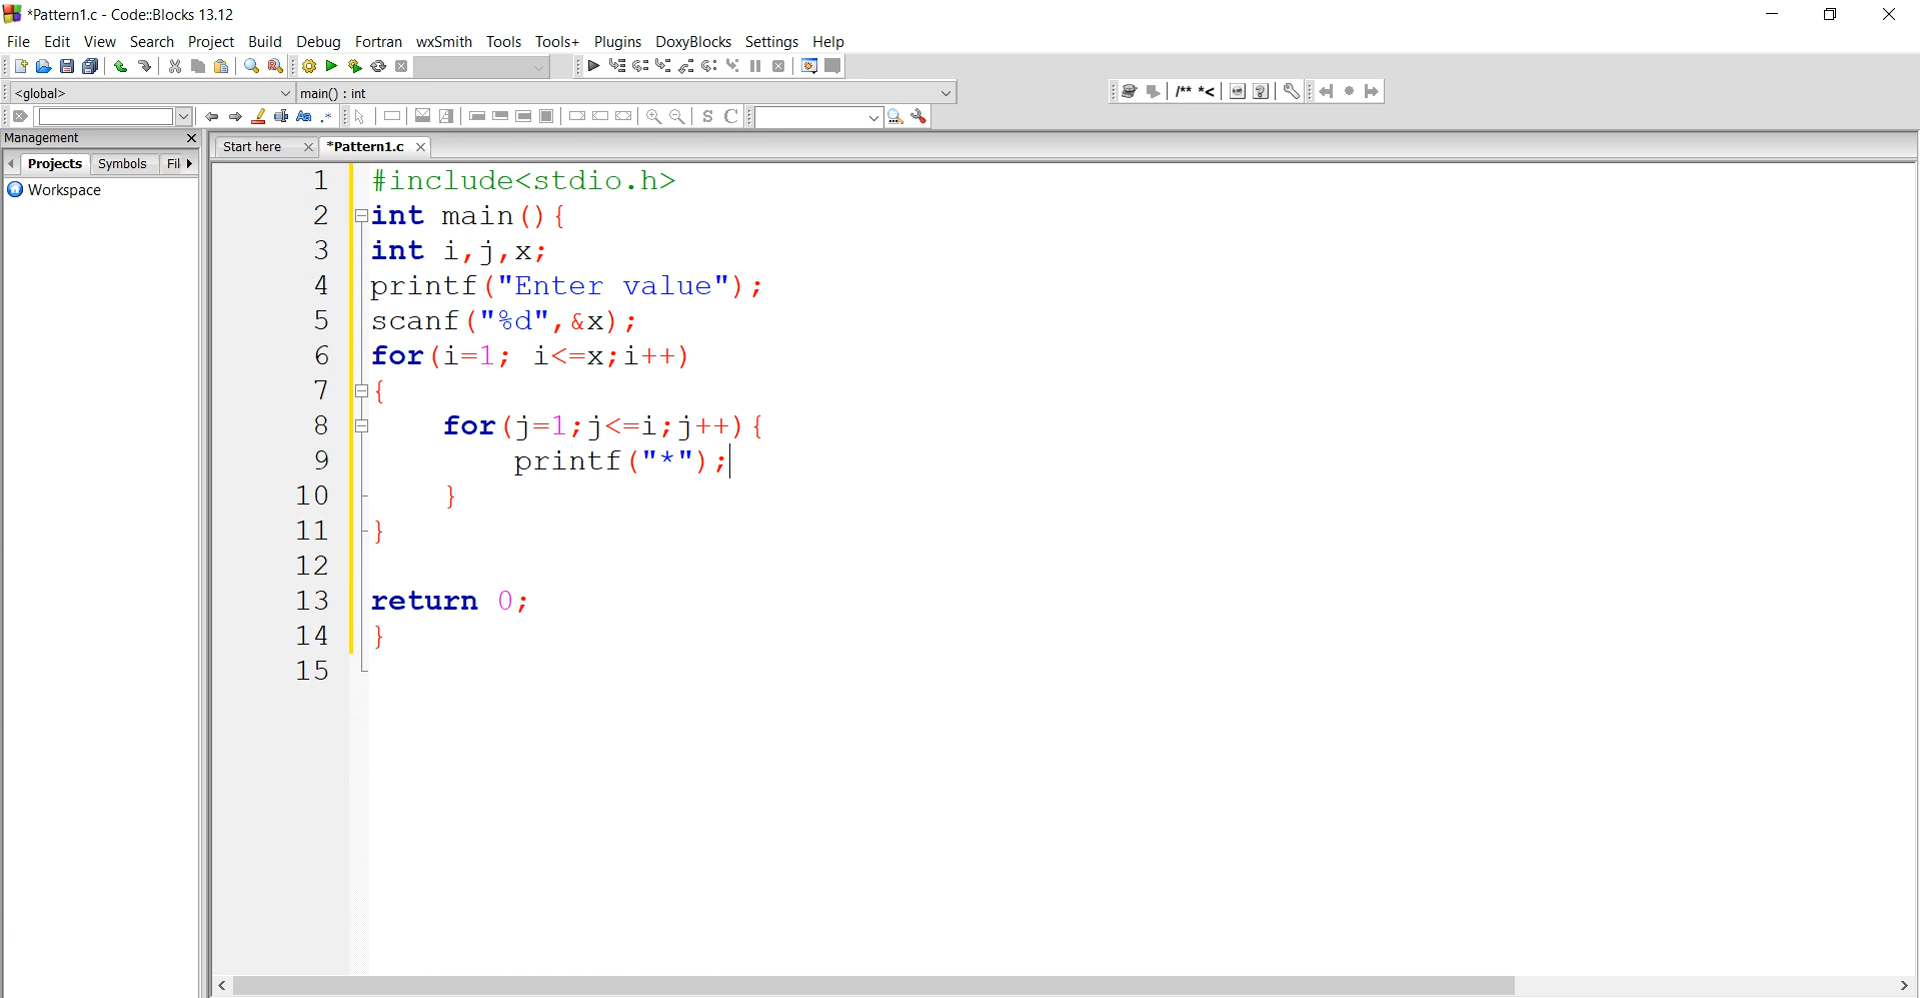 *Pattern1.c - Code::Blocks 13.12
File Edit View Search Project Build Debug Fortran wxSmith Tools Tools+ Plugins DoxyBlocks Settings Help
<global> main() : int
/** *<
Aa .* S C
Management
Start here *Pattern1.c
Projects Symbols Fil
Workspace
1 #include<stdio.h>
2 int main(){
3 int i,j,x;
4 printf("Enter value");
5 scanf("%d",&x);
6 for(i=1; i<=x;i++)
7 {
8 for(j=1;j<=i;j++){
9 printf("*");
10 }
11 }
12
13 return 0;
14 }
15